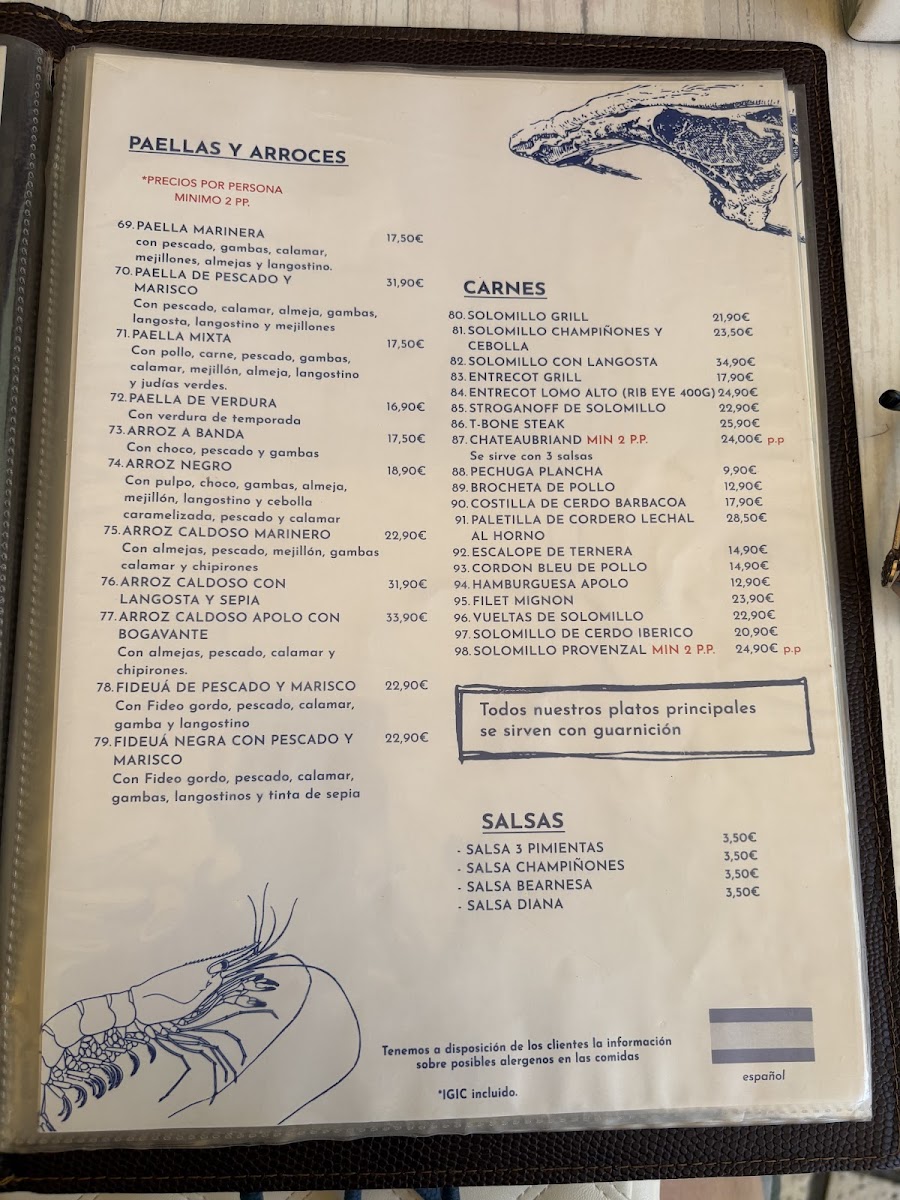 PAELLAS Y ARROCES
*PRECIOS POR PERSONA
MINIMO 2 PP.
69. PAELLA MARINERA 17,50€
con pescado, gambas, calamar,
mejillones, almejas y langostino.
70. PAELLA DE PESCADO Y 31,90€
MARISCO
Con pescado, calamar, almeja, gambas,
langosta, langostino y mejillones
71. PAELLA MIXTA 17,50€
Con pollo, carne, pescado, gambas,
calamar, mejillón, almeja, langostino
y judías verdes.
72. PAELLA DE VERDURA 16,90€
Con verdura de temporada
73. ARROZ A BANDA 17,50€
Con choco, pescado y gambas
74. ARROZ NEGRO 18,90€
Con pulpo, choco, gambas, almeja,
mejillón, langostino y cebolla
caramelizada, pescado y calamar
75. ARROZ CALDOSO MARINERO 22,90€
Con almejas, pescado, mejillón, gambas
calamar y chipirones
76. ARROZ CALDOSO CON 31,90€
LANGOSTA Y SEPIA
77. ARROZ CALDOSO APOLO CON 33,90€
BOGAVANTE
Con almejas, pescado, calamar y
chipirones.
78. FIDEUÁ DE PESCADO Y MARISCO 22,90€
Con Fideo gordo, pescado, calamar,
gamba y langostino
79. FIDEUÁ NEGRA CON PESCADO Y 22,90€
MARISCO
Con Fideo gordo, pescado, calamar,
gambas, langostinos y tinta de sepia
CARNES
80. SOLOMILLO GRILL 21,90€
81. SOLOMILLO CHAMPIÑONES Y 23,50€
CEBOLLA
82. SOLOMILLO CON LANGOSTA 34,90€
83. ENTRECOT GRILL 17,90€
84. ENTRECOT LOMO ALTO (RIB EYE 400G) 24,90€
85. STROGANOFF DE SOLOMILLO 22,90€
86. T-BONE STEAK 25,90€
87. CHATEAUBRIAND MIN 2 P.P. 24,00€ p.p
Se sirve con 3 salsas
88. PECHUGA PLANCHA 9,90€
89. BROCHETA DE POLLO 12,90€
90. COSTILLA DE CERDO BARBACOA 17,90€
91. PALETILLA DE CORDERO LECHAL 28,50€
AL HORNO
92. ESCALOPE DE TERNERA 14,90€
93. CORDON BLEU DE POLLO 14,90€
94. HAMBURGUESA APOLO 12,90€
95. FILET MIGNON 23,90€
96. VUELTAS DE SOLOMILLO 22,90€
97. SOLOMILLO DE CERDO IBERICO 20,90€
98. SOLOMILLO PROVENZAL MIN 2 P.P. 24,90€ p.p
Todos nuestros platos principales
se sirven con guarnición
SALSAS
- SALSA 3 PIMIENTAS 3,50€
- SALSA CHAMPIÑONES 3,50€
- SALSA BEARNESA 3,50€
- SALSA DIANA 3,50€
Tenemos a disposición de los clientes la información
sobre posibles alergenos en las comidas
*IGIC incluido.
español